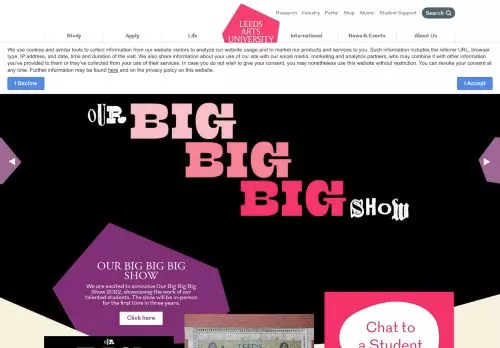 Research Industry Portal Shop Alumni Student Support Search
LEEDS
ARTS
UNIVERSITY
Study Apply Life International News & Events About Us
We use cookies and similar tools to collect information from our website visitors to analyze our website usage and to market our products and services to you. Such information includes the referrer URL, browser
type, IP address, and date, time and duration of the visit. We also share information about your use of our site with our social media, marketing and analytics partners, who may combine it with other information
you've provided to them or they've collected from your use of their services. In case you do not wish to give your consent, you may nonetheless use this website without restriction. You can revoke your consent at
any time. Further information may be found here and on the privacy policy on this website.
I Decline
I Accept
OUR BIG
BIG
BIG SHOW
OUR BIG BIG BIG
SHOW
We are excited to announce Our Big Big Big
Show 2022, showcasing the work of our
talented students. The show will be in-person
for the first time in three years.
Click here
LEEDS
Chat to
a Student